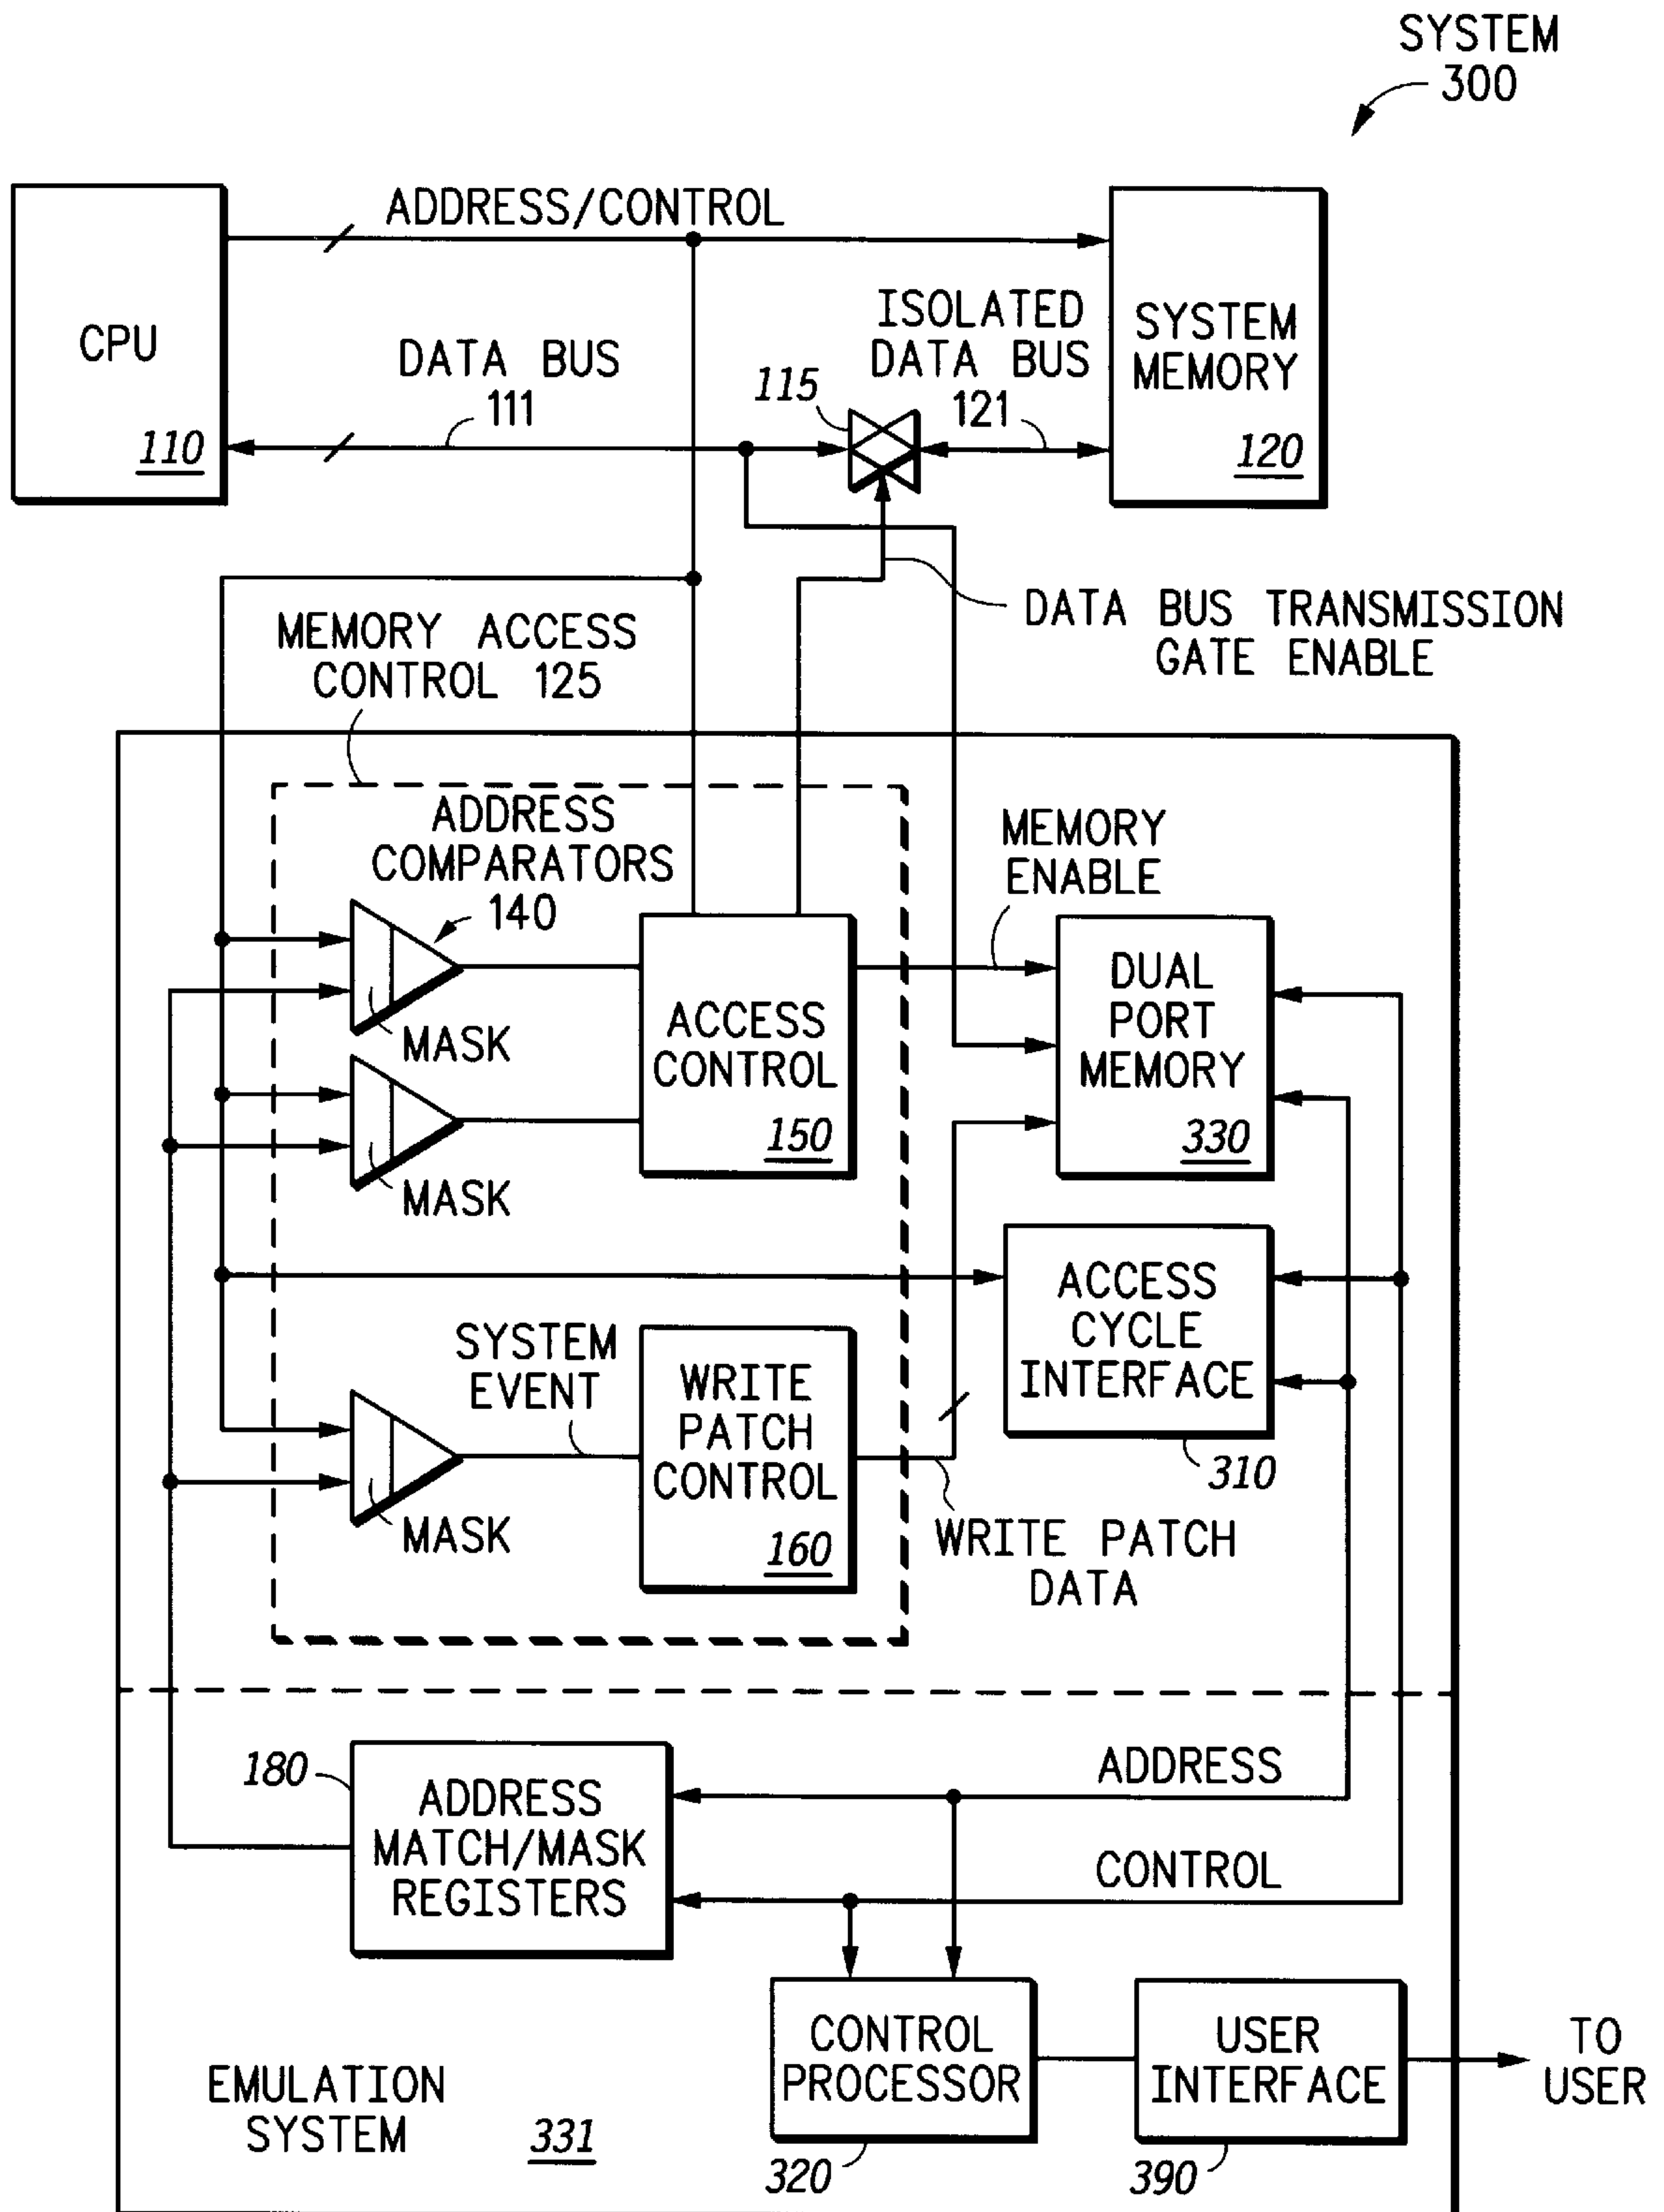 SYSTEM
300
ADDRESS/CONTROL
CPU
110
DATA BUS
111
115
ISOLATED
DATA BUS
121
SYSTEM
MEMORY
120
DATA BUS TRANSMISSION
GATE ENABLE
MEMORY ACCESS
CONTROL 125
ADDRESS
COMPARATORS
140
MASK
MASK
ACCESS
CONTROL
150
MEMORY
ENABLE
DUAL
PORT
MEMORY
330
ACCESS
CYCLE
INTERFACE
310
SYSTEM
EVENT
MASK
WRITE
PATCH
CONTROL
160
WRITE PATCH
DATA
180
ADDRESS
MATCH/MASK
REGISTERS
ADDRESS
CONTROL
CONTROL
PROCESSOR
320
USER
INTERFACE
390
TO
USER
EMULATION
SYSTEM
331